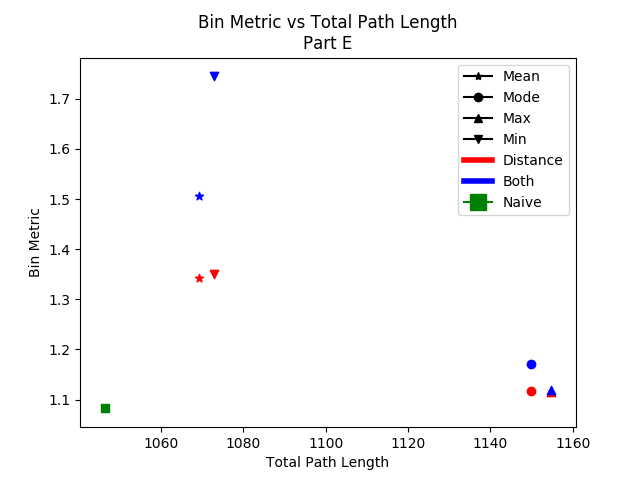 Bin Metric vs Total Path Length
Part E
Mean
Mode
Max
Min
Distance
Both
Naive
Bin Metric
1.7
1.6
1.5
1.4
1.3
1.2
1.1
1060
1080
1100
1120
1140
1160
Total Path Length